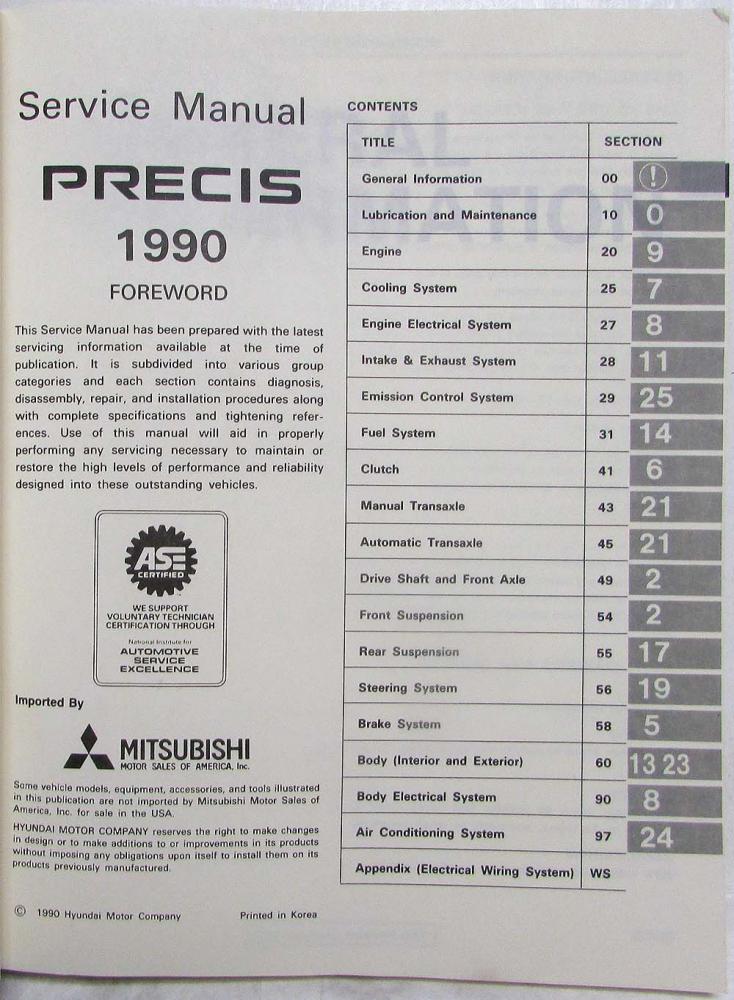 Service Manual
PRECIS
1990
FOREWORD
This Service Manual has been prepared with the latest
servicing information available at the time of
publication. It is subdivided into various group
categories and each section contains diagnosis,
disassembly, repair, and installation procedures along
with complete specifications and tightening refer-
ences. Use of this manual will aid in properly
performing any servicing necessary to maintain or
restore the high levels of performance and reliability
designed into these outstanding vehicles.
ASE
CERTIFIED
WE SUPPORT
VOLUNTARY TECHNICIAN
CERTIFICATION THROUGH
National Institute for
AUTOMOTIVE
SERVICE
EXCELLENCE
Imported By
MITSUBISHI
MOTOR SALES OF AMERICA, Inc.
Some vehicle models, equipment, accessories, and tools illustrated
in this publication are not imported by Mitsubishi Motor Sales of
America, Inc. for sale in the USA.
HYUNDAI MOTOR COMPANY reserves the right to make changes
in design or to make additions to or improvements in its products
without imposing any obligations upon itself to install them on its
products previously manufactured.
© 1990 Hyundai Motor Company Printed in Korea
CONTENTS
TITLE SECTION
General Information 00 !
Lubrication and Maintenance 10 0
Engine 20 9
Cooling System 25 7
Engine Electrical System 27 8
Intake & Exhaust System 28 11
Emission Control System 29 25
Fuel System 31 14
Clutch 41 6
Manual Transaxle 43 21
Automatic Transaxle 45 21
Drive Shaft and Front Axle 49 2
Front Suspension 54 2
Rear Suspension 55 17
Steering System 56 19
Brake System 58 5
Body (Interior and Exterior) 60 13 23
Body Electrical System 90 8
Air Conditioning System 97 24
Appendix (Electrical Wiring System) WS